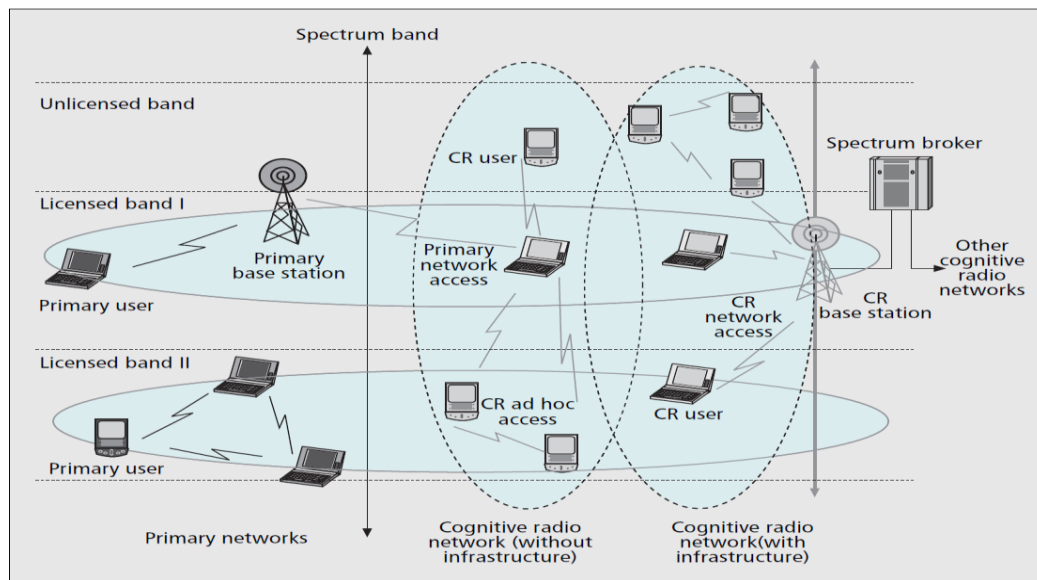 Spectrum band
Unlicensed band
CR user
Spectrum broker
Licensed band I
Primary
base station
Primary
network
access
Primary user
CR
network
access
CR
base station
Other
cognitive
radio
networks
Licensed band II
CR ad hoc
access
CR user
Primary user
Primary networks
Cognitive radio
network (without
infrastructure)
Cognitive radio
network(with
infrastructure)